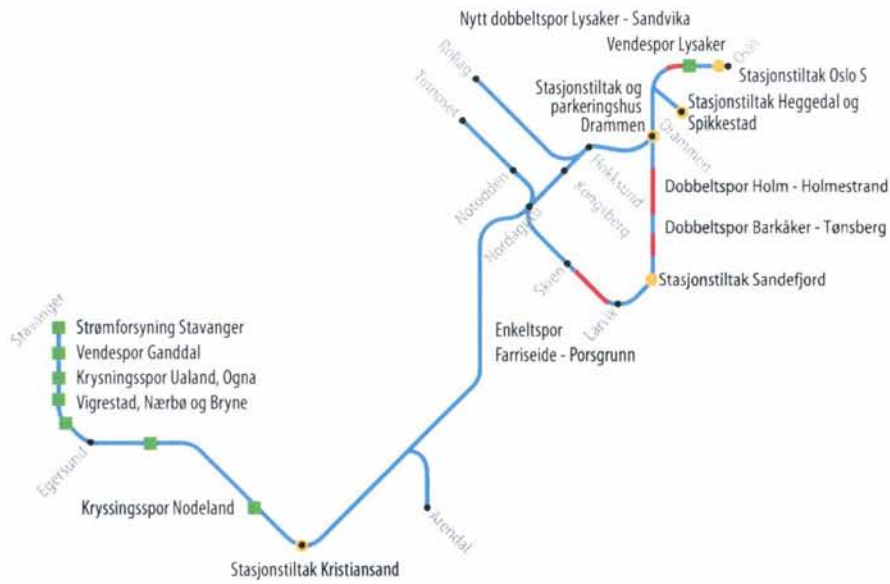 Nytt dobbeltspor Lysaker - Sandvika
Vendespor Lysaker
Oslo
Stasjonstiltak Oslo S
Rollag
Tinnoset
Stasjonstiltak og
parkeringshus
Drammen
Stasjonstiltak Heggedal og
Spikkestad
Drammen
Hokksund
Kongsberg
Notodden
Nordagutu
Dobbeltspor Holm - Holmestrand
Dobbeltspor Barkåker - Tønsberg
Skien
Stasjonstiltak Sandefjord
Larvik
Stavanger
Strømforsyning Stavanger
Vendespor Ganddal
Krysningsspor Ualand, Ogna
Vigrestad, Nærbø og Bryne
Enkeltspor
Farriseide - Porsgrunn
Egersund
Kryssingsspor Nodeland
Arendal
Stasjonstiltak Kristiansand